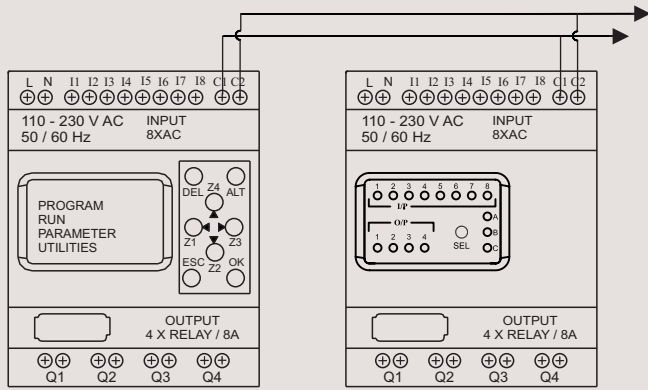 L N I1 I2 I3 I4 I5 I6 I7 I8 C1 C2
110 - 230 V AC INPUT
50 / 60 Hz 8XAC
PROGRAM
RUN
PARAMETER
UTILITIES
DEL Z4 ALT
Z1 Z3
ESC Z2 OK
OUTPUT
4 X RELAY / 8A
Q1 Q2 Q3 Q4
L N I1 I2 I3 I4 I5 I6 I7 I8 C1 C2
110 - 230 V AC INPUT
50 / 60 Hz 8XAC
1 2 3 4 5 6 7 8
I/P
A
O/P
B
1 2 3 4
SEL
C
OUTPUT
4 X RELAY / 8A
Q1 Q2 Q3 Q4